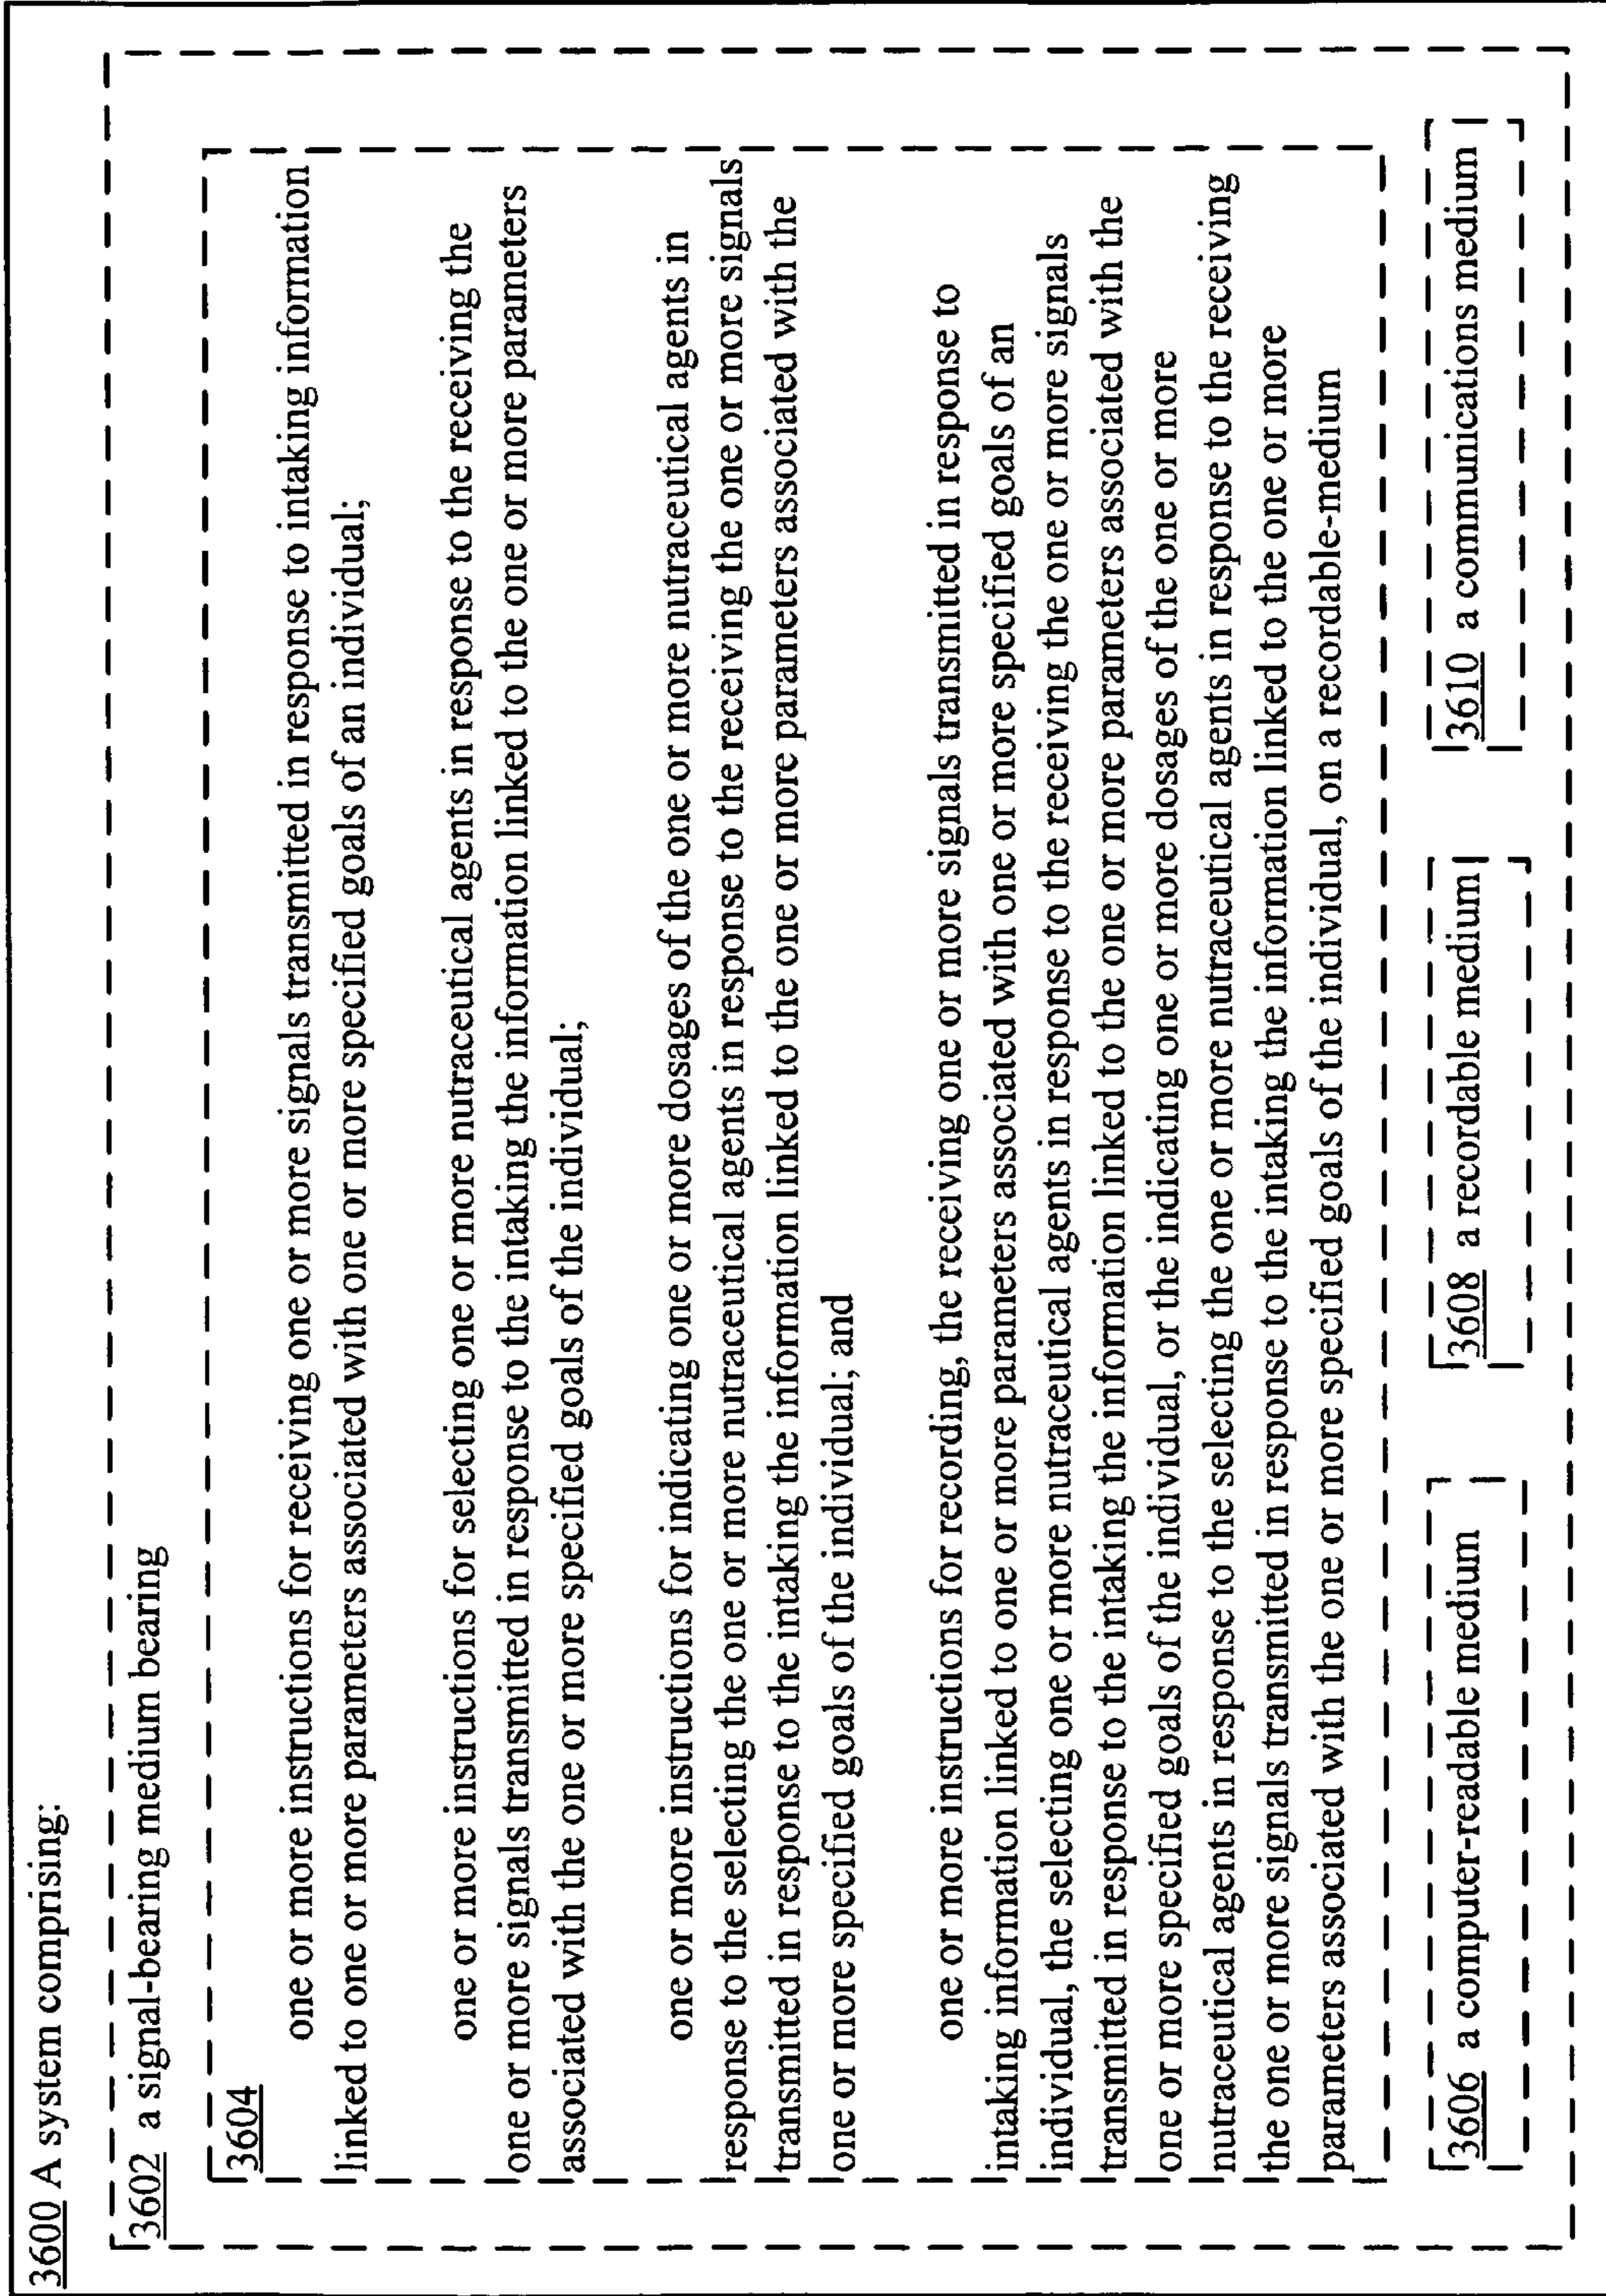 3600 A system comprising:
3602 a signal-bearing medium bearing
3604
one or more instructions for receiving one or more signals transmitted in response to intaking information
linked to one or more parameters associated with one or more specified goals of an individual;
one or more instructions for selecting one or more nutraceutical agents in response to the receiving the
one or more signals transmitted in response to the intaking the information linked to the one or more parameters
associated with the one or more specified goals of the individual;
one or more instructions for indicating one or more dosages of the one or more nutraceutical agents in
response to the selecting the one or more nutraceutical agents in response to the receiving the one or more signals
transmitted in response to the intaking the information linked to the one or more parameters associated with the
one or more specified goals of the individual; and
one or more instructions for recording, the receiving one or more signals transmitted in response to
intaking information linked to one or more parameters associated with one or more specified goals of an
individual, the selecting one or more nutraceutical agents in response to the receiving the one or more signals
transmitted in response to the intaking the information linked to the one or more parameters associated with the
one or more specified goals of the individual, or the indicating one or more dosages of the one or more
nutraceutical agents in response to the selecting the one or more nutraceutical agents in response to the receiving
the one or more signals transmitted in response to the intaking the information linked to the one or more
parameters associated with the one or more specified goals of the individual, on a recordable-medium
3606 a computer-readable medium
3608 a recordable medium
3610 a communications medium